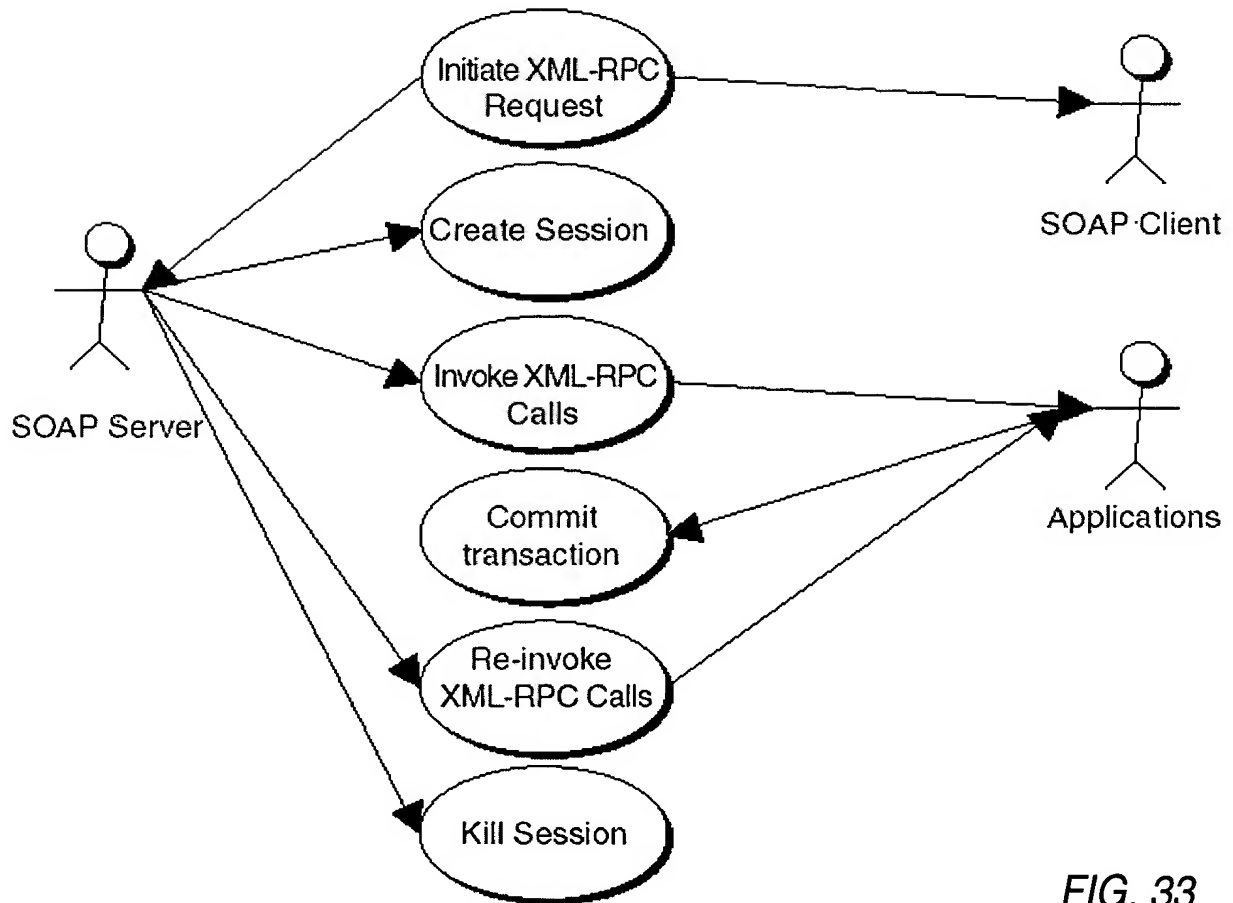 Initiate XML-RPC
Request
SOAP Client
Create Session
SOAP Server
Invoke XML-RPC
Calls
Applications
Commit
transaction
Re-invoke
XML-RPC Calls
Kill Session
FIG. 33